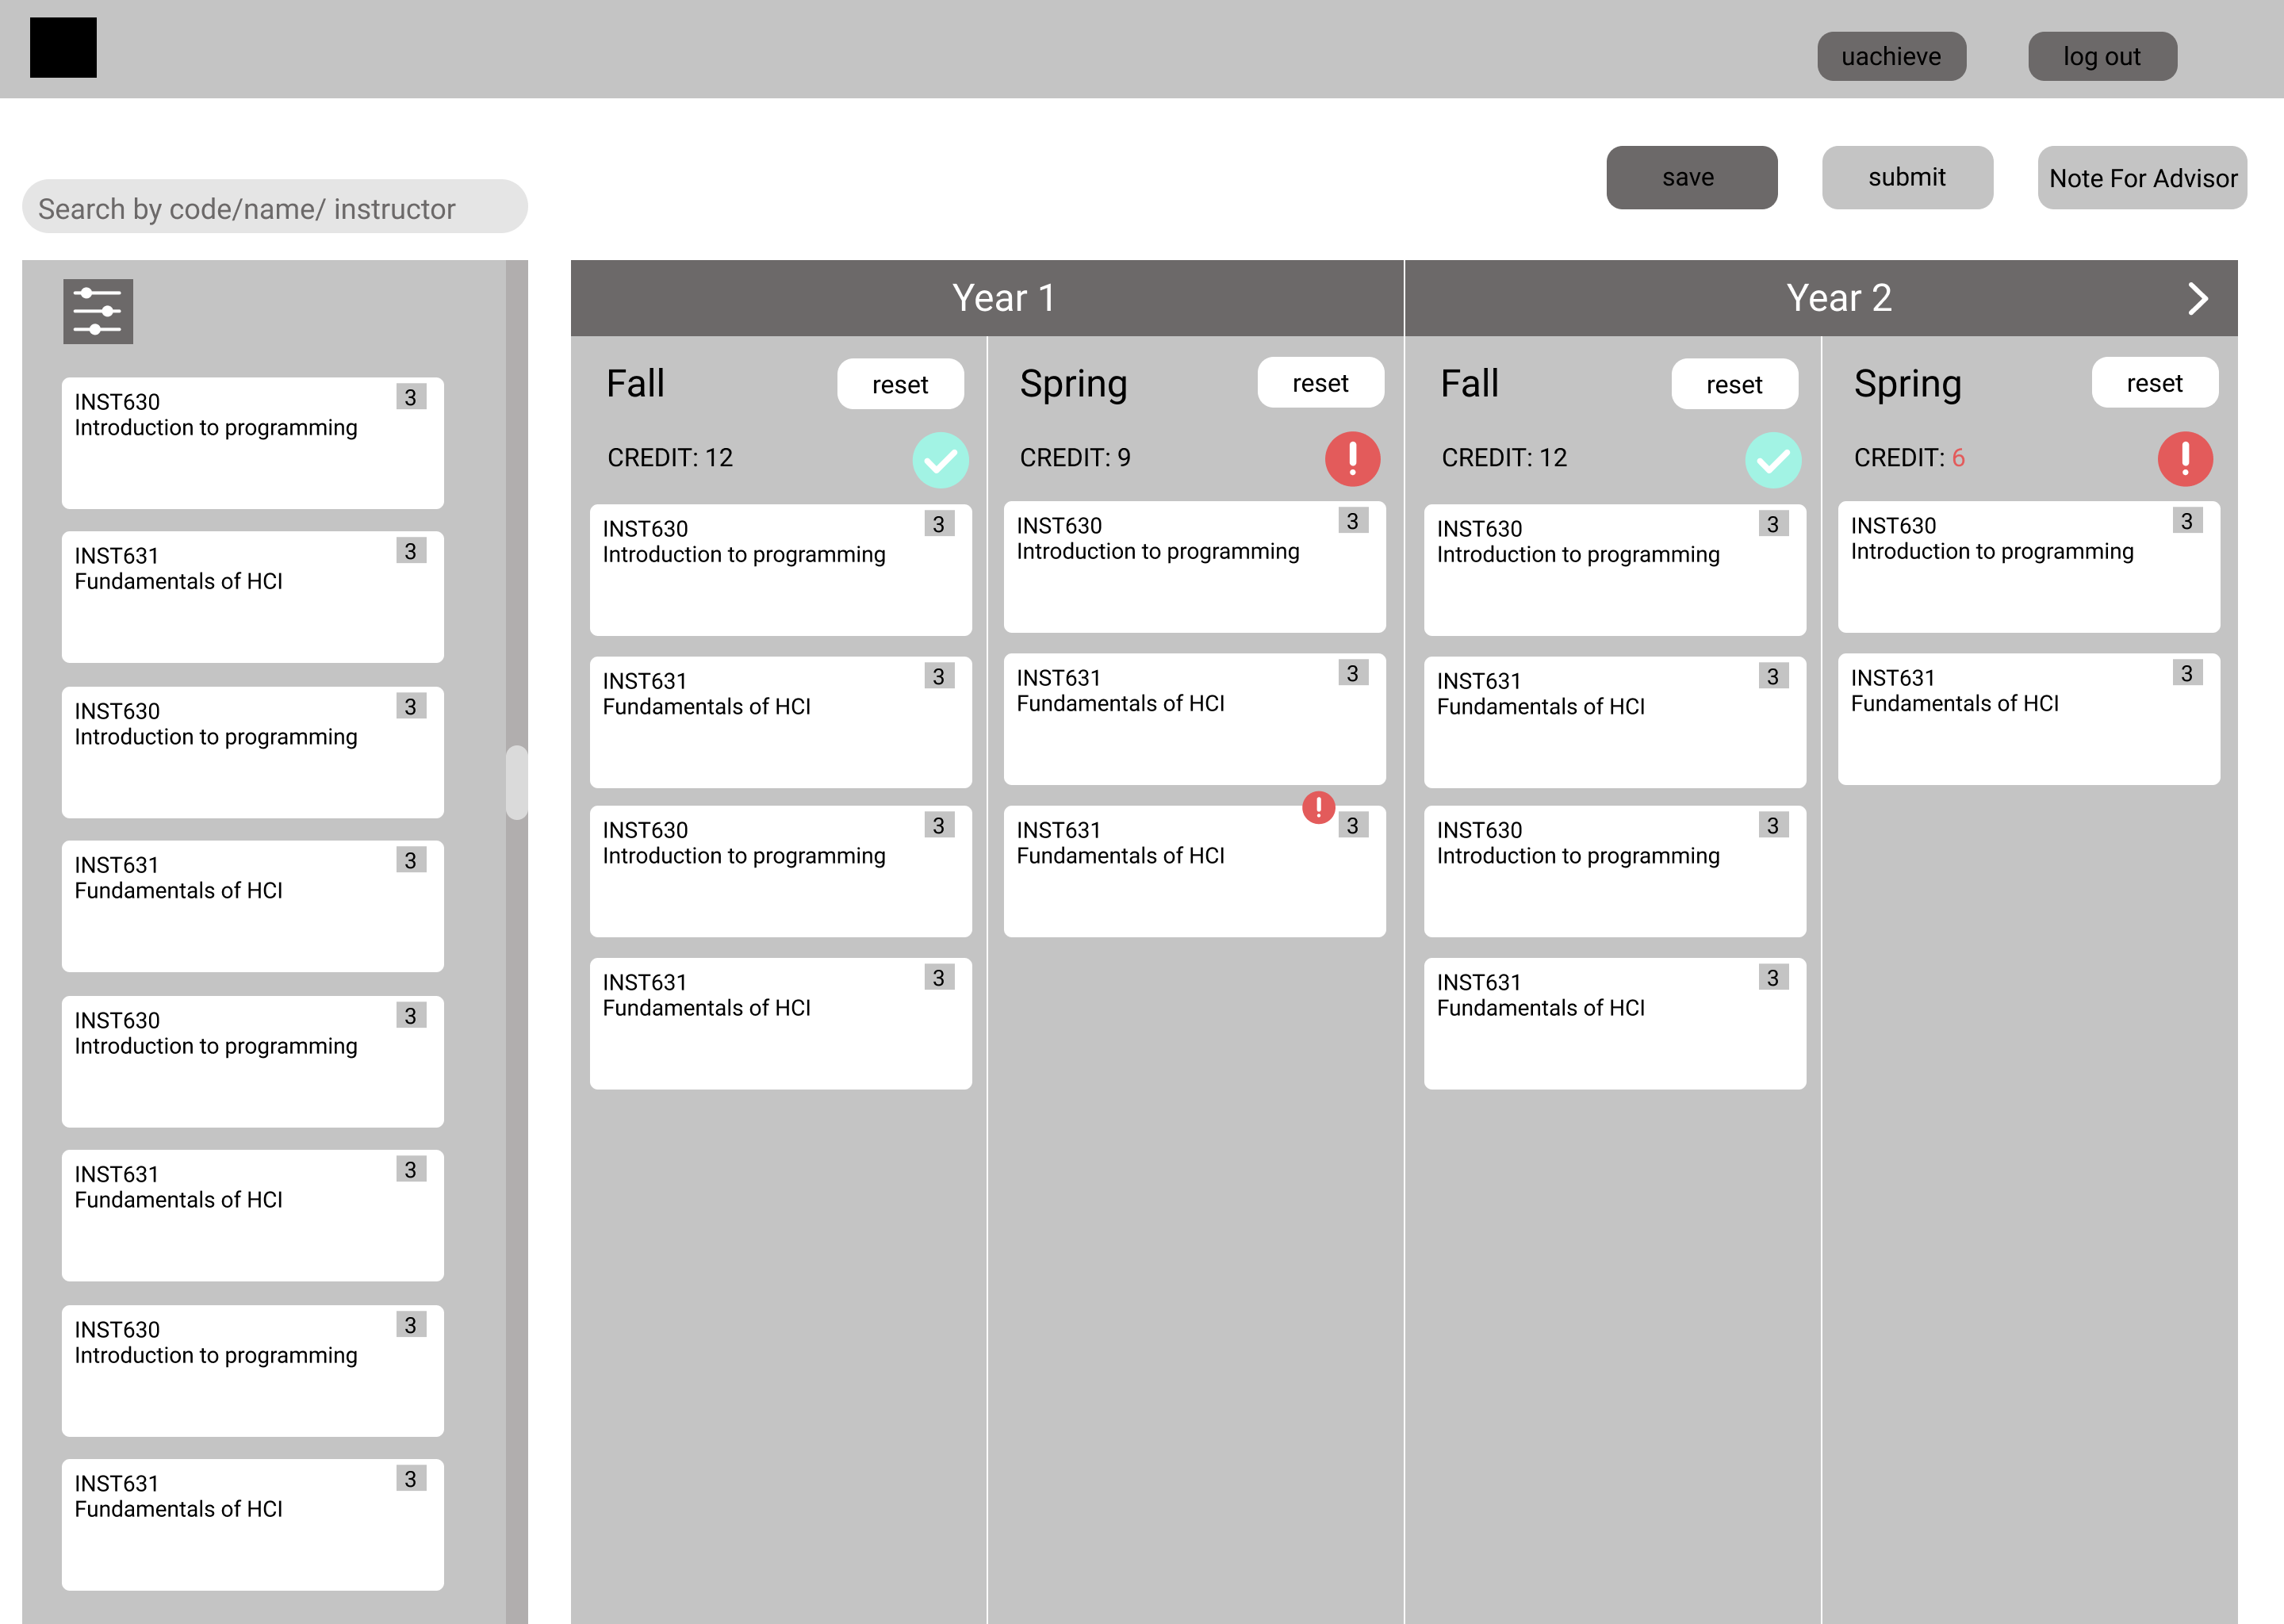 uachieve
log out
save
submit
Note For Advisor
Search by code/name/ instructor
INST630
3
Introduction to programming
INST631
3
Fundamentals of HCI
INST630
3
Introduction to programming
INST631
3
Fundamentals of HCI
INST630
3
Introduction to programming
INST631
3
Fundamentals of HCI
INST630
3
Introduction to programming
INST631
3
Fundamentals of HCI
Year 1
Fall
reset
CREDIT: 12
INST630
3
Introduction to programming
INST631
3
Fundamentals of HCI
INST630
3
Introduction to programming
INST631
3
Fundamentals of HCI
Spring
reset
CREDIT: 9
!
INST630
3
Introduction to programming
INST631
3
Fundamentals of HCI
!
INST631
3
Fundamentals of HCI
Year 2
Fall
reset
CREDIT: 12
INST630
3
Introduction to programming
INST631
3
Fundamentals of HCI
INST630
3
Introduction to programming
INST631
3
Fundamentals of HCI
Spring
reset
CREDIT: 6
!
INST630
3
Introduction to programming
INST631
3
Fundamentals of HCI